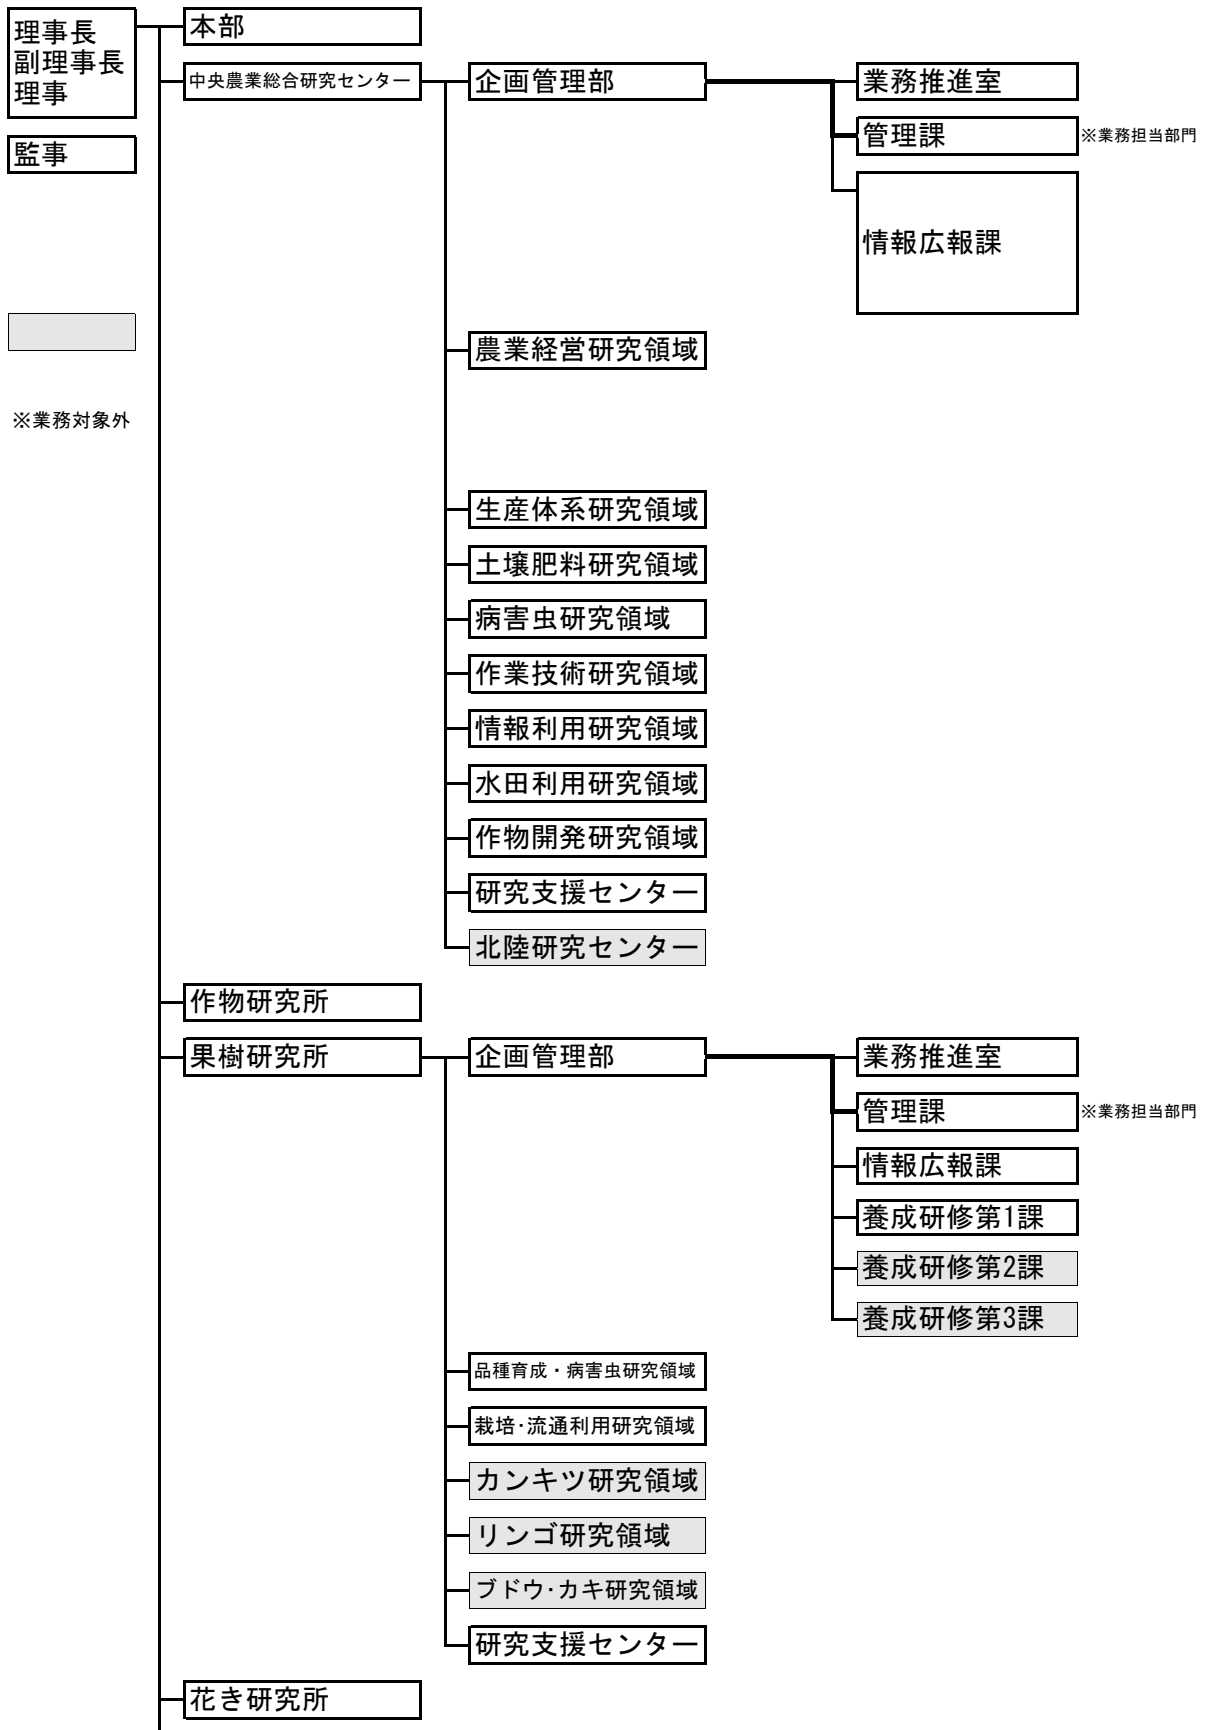 理事長
副理事長
理事
本部
中央農業総合研究センター
企画管理部
業務推進室
管理課
※業務担当部門
監事
情報広報課
農業経営研究領域
※業務対象外
生産体系研究領域
土壌肥料研究領域
病害虫研究領域
作業技術研究領域
情報利用研究領域
水田利用研究領域
作物開発研究領域
研究支援センター
北陸研究センター
作物研究所
果樹研究所
企画管理部
業務推進室
管理課
※業務担当部門
情報広報課
養成研修第1課
養成研修第2課
養成研修第3課
品種育成・病害虫研究領域
栽培・流通利用研究領域
カンキツ研究領域
リンゴ研究領域
ブドウ・カキ研究領域
研究支援センター
花き研究所